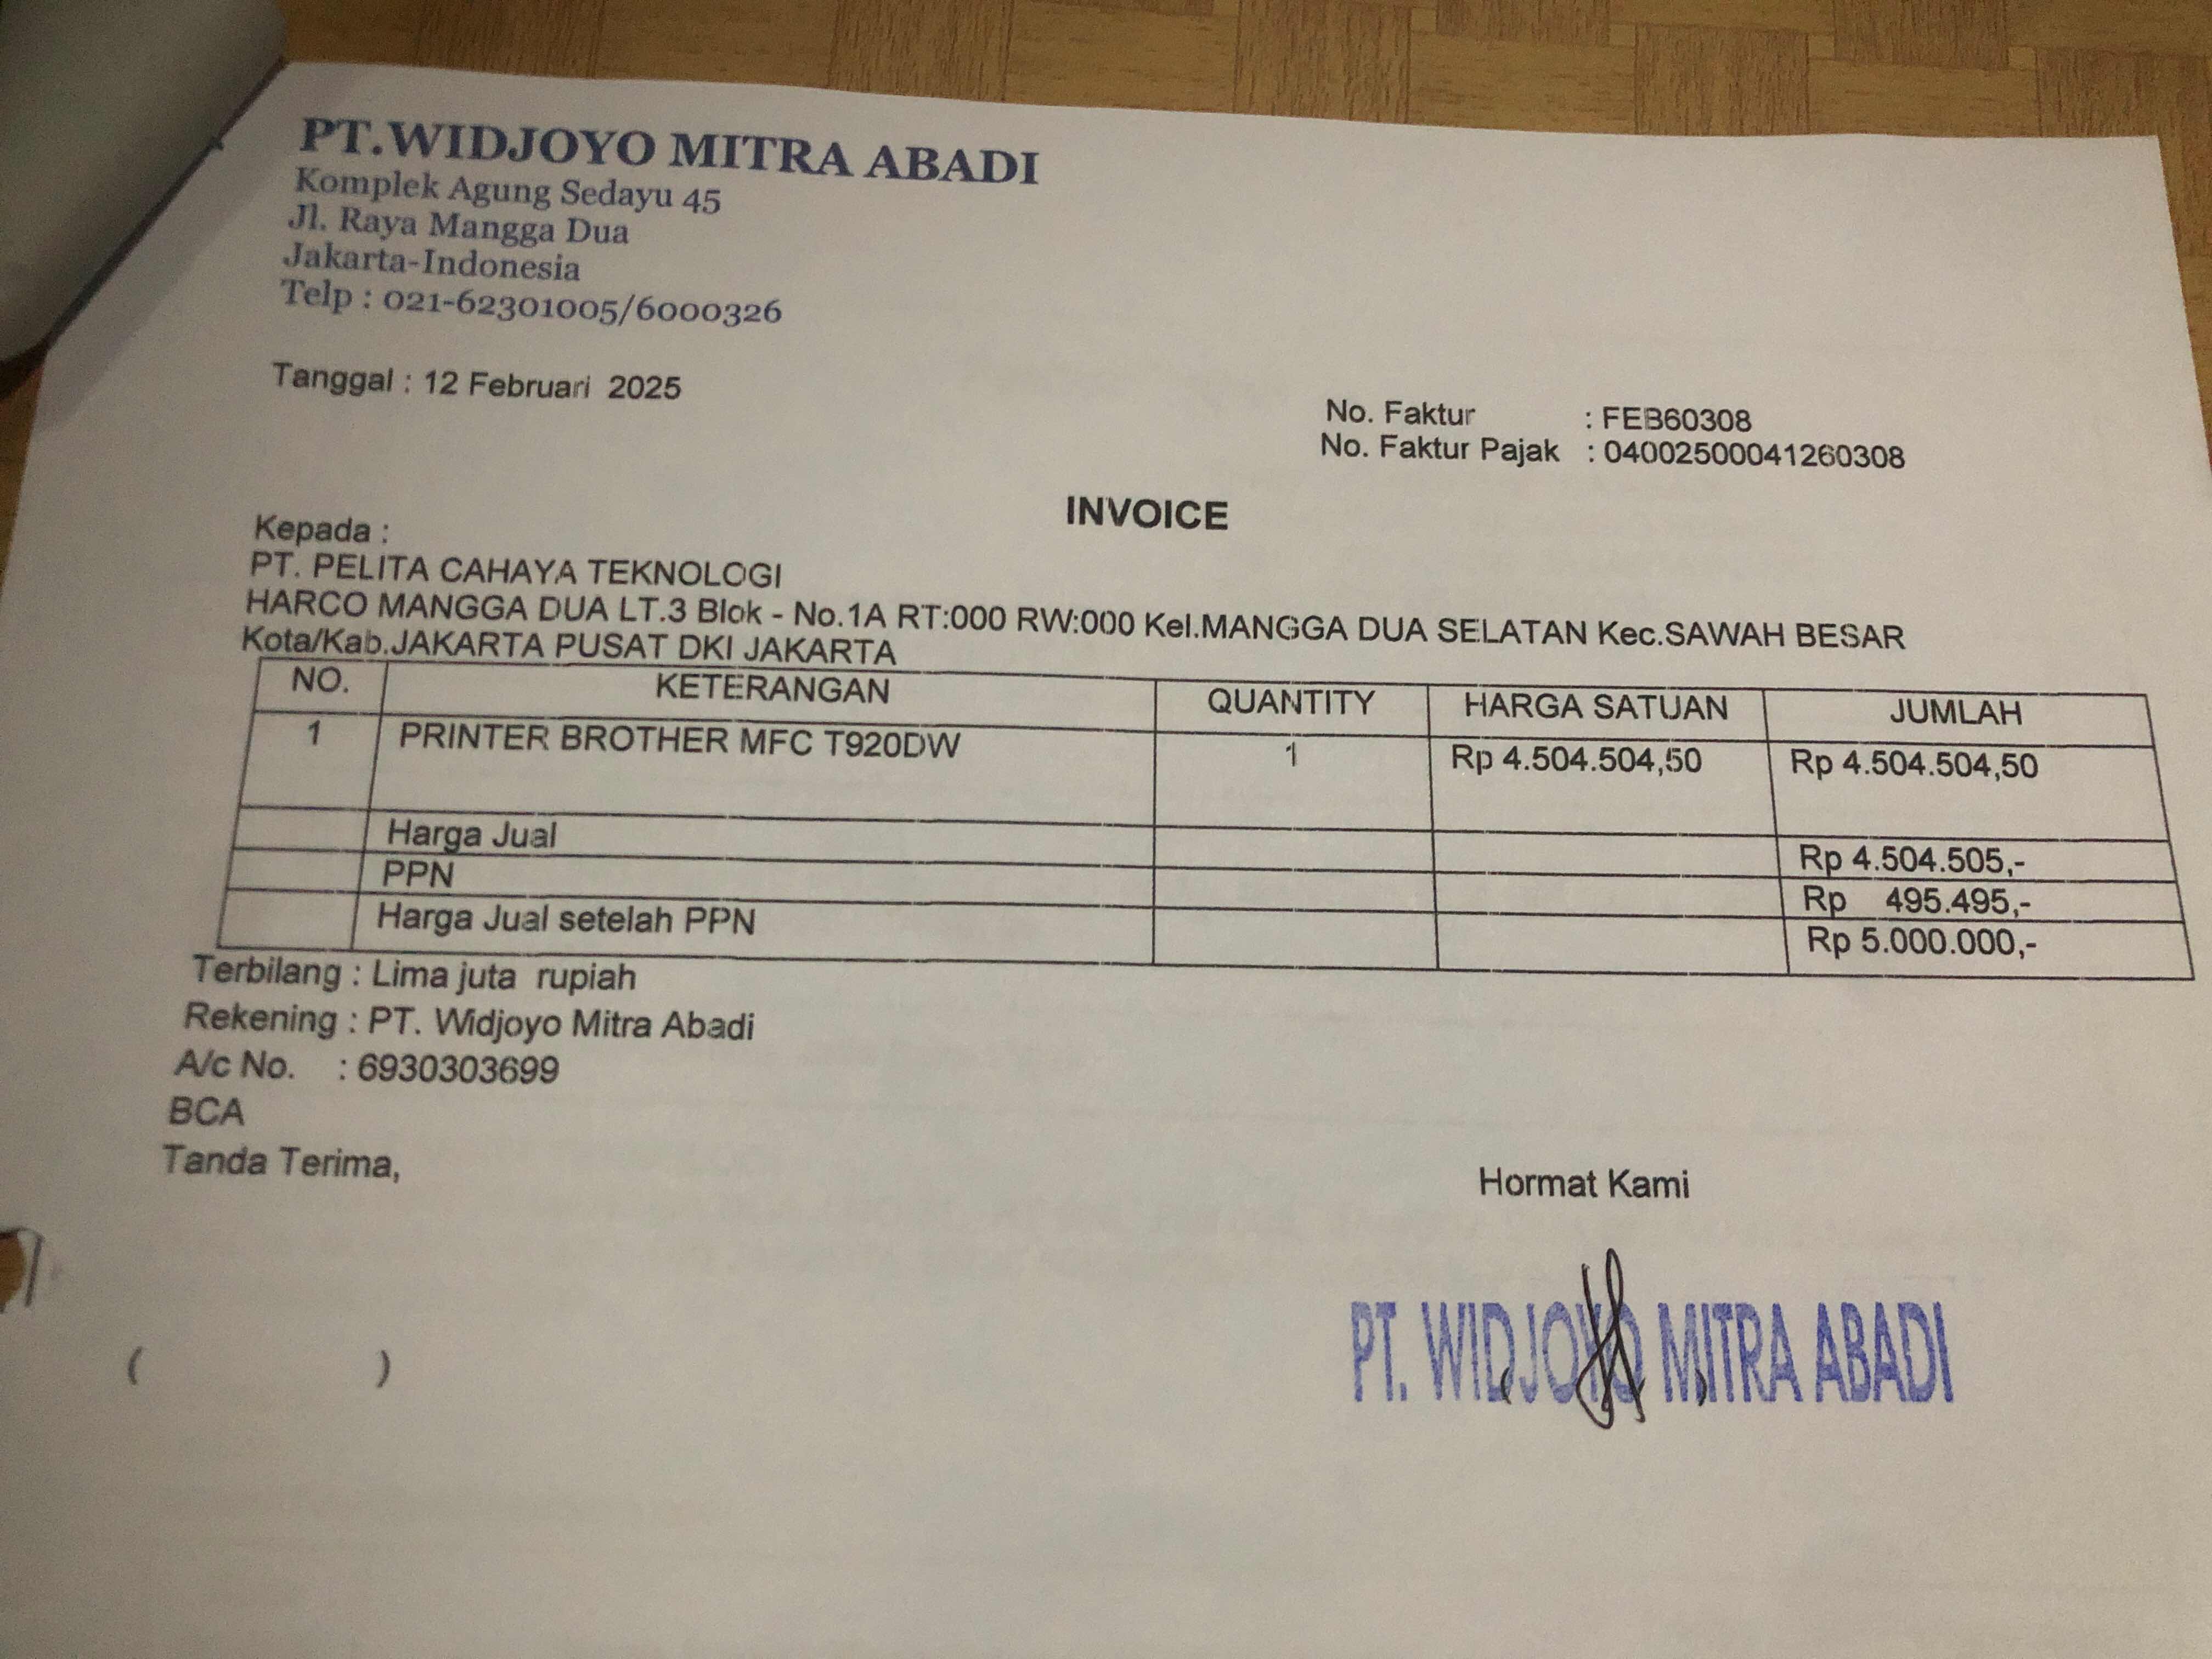 PT.WIDJOYO MITRA ABADI
Komplek Agung Sedayu 45
Jl. Raya Mangga Dua
Jakarta-Indonesia
Telp : 021-62301005/6000326
Tanggal : 12 Februari 2025
No. Faktur : FEB60308
No. Faktur Pajak : 04002500041260308
INVOICE
Kepada :
PT. PELITA CAHAYA TEKNOLOGI
HARCO MANGGA DUA LT.3 Blok - No.1A RT:000 RW:000 Kel.MANGGA DUA SELATAN Kec.SAWAH BESAR
Kota/Kab.JAKARTA PUSAT DKI JAKARTA
NO. KETERANGAN QUANTITY HARGA SATUAN JUMLAH
1 PRINTER BROTHER MFC T920DW 1 Rp 4.504.504,50 Rp 4.504.504,50
Harga Jual Rp 4.504.505,-
PPN Rp 495.495,-
Harga Jual setelah PPN Rp 5.000.000,-
Terbilang : Lima juta rupiah
Rekening : PT. Widjoyo Mitra Abadi
A/c No. : 6930303699
BCA
Tanda Terima,
Hormat Kami
PT. WIDJOYO MITRA ABADI
( )